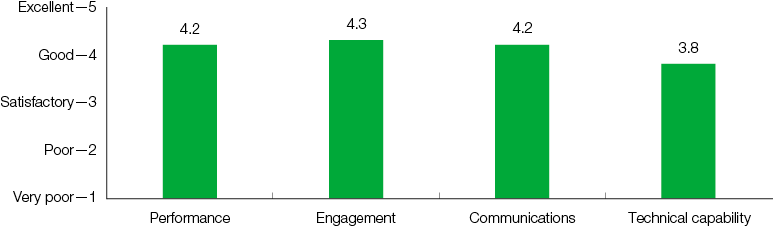 Excellent—5
Good—4
Satisfactory—3
Poor—2
Very poor—1
4.2
4.3
4.2
3.8
Performance
Engagement
Communications
Technical capability